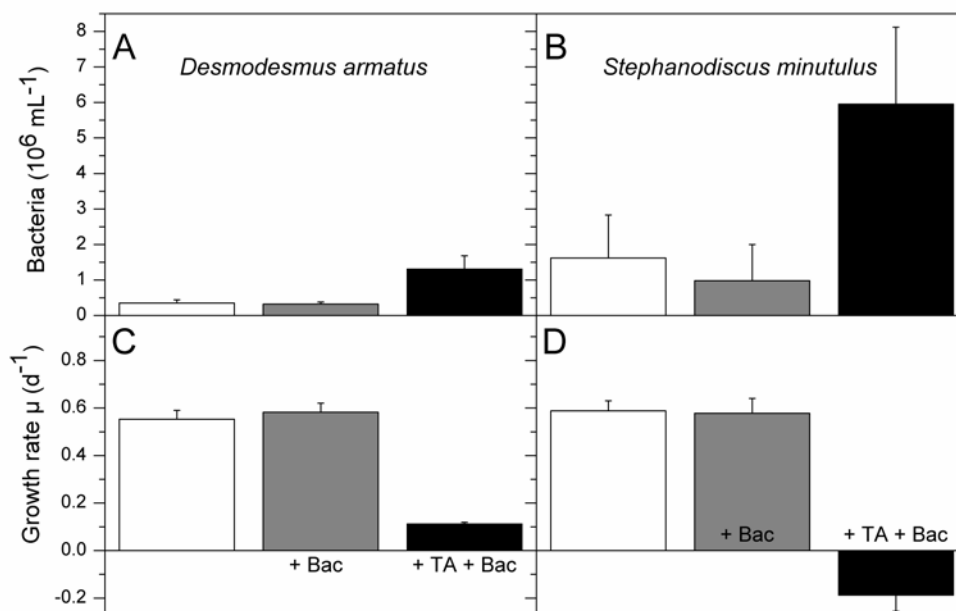 A
Desmodesmus armatus
B
Stephanodiscus minutulus
Bacteria (10⁶ mL⁻¹)
8
7
6
5
4
3
2
1
0
C
D
Growth rate µ (d⁻¹)
0.8
0.6
0.4
0.2
0.0
-0.2
+ Bac
+ TA + Bac
+ Bac
+ TA + Bac